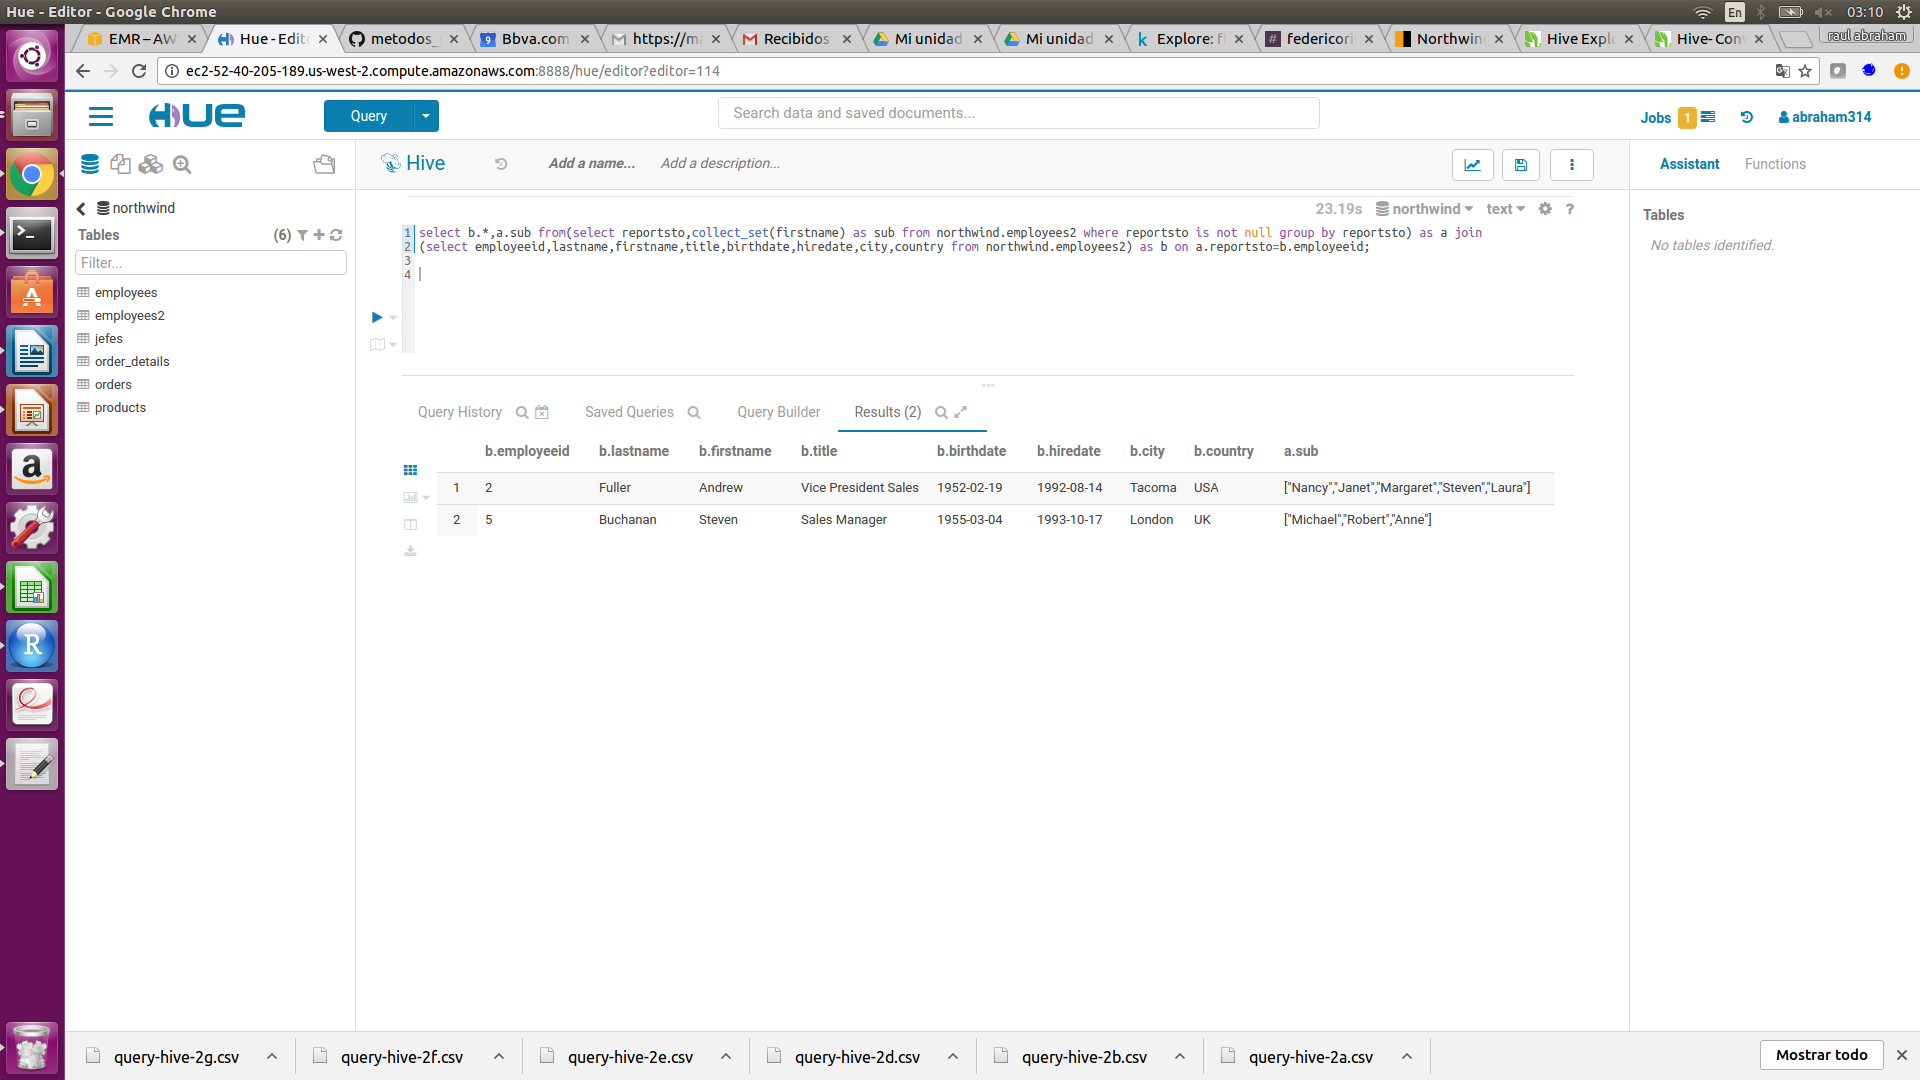 Hue - Editor - Google Chrome
En
03:10
EMR – AW
Hue - Edit
metodos_
Bbva.com
https://m
Recibidos
Mi unidad
Mi unidad
Explore: f
federicori
Northwin
Hive Expl
Hive- Con
raul abraham
ec2-52-40-205-189.us-west-2.compute.amazonaws.com:8888/hue/editor?editor=114
HUE
Query
Search data and saved documents...
Jobs
1
abraham314
Hive
Add a name...
Add a description...
Assistant
Functions
northwind
23.19s
northwind
text
?
Tables
(6)
Tables
No tables identified.
Filter...
1 select b.*,a.sub from(select reportsto,collect_set(firstname) as sub from northwind.employees2 where reportsto is not null group by reportsto) as a join
2 (select employeeid,lastname,firstname,title,birthdate,hiredate,city,country from northwind.employees2) as b on a.reportsto=b.employeeid;
3
4
employees
employees2
jefes
order_details
orders
products
Query History
Saved Queries
Query Builder
Results (2)
b.employeeid b.lastname b.firstname b.title b.birthdate b.hiredate b.city b.country a.sub
1 2 Fuller Andrew Vice President Sales 1952-02-19 1992-08-14 Tacoma USA ["Nancy","Janet","Margaret","Steven","Laura"]
2 5 Buchanan Steven Sales Manager 1955-03-04 1993-10-17 London UK ["Michael","Robert","Anne"]
query-hive-2g.csv
query-hive-2f.csv
query-hive-2e.csv
query-hive-2d.csv
query-hive-2b.csv
query-hive-2a.csv
Mostrar todo